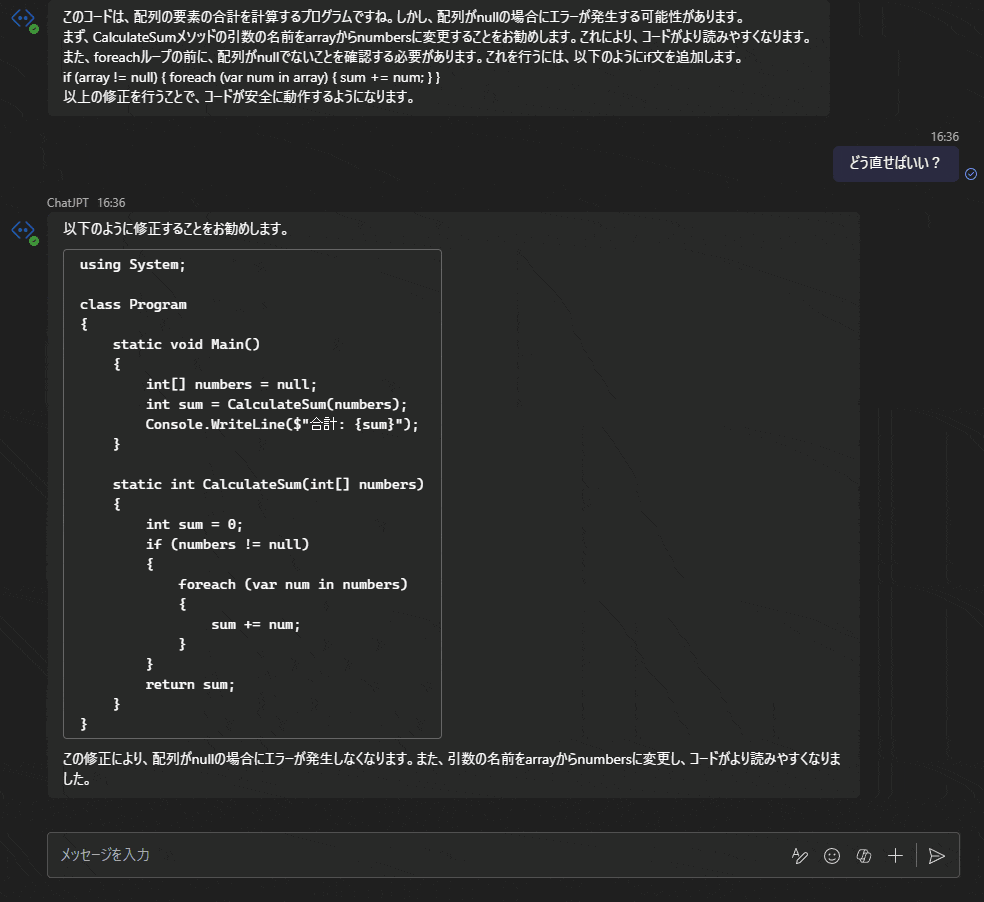 このコードは、配列の要素の合計を計算するプログラムですね。しかし、配列がnullの場合にエラーが発生する可能性があります。
まず、CalculateSumメソッドの引数の名前をarrayからnumbersに変更することをお勧めします。これにより、コードがより読みやすくなります。
また、foreachループの前に、配列がnullでないことを確認する必要があります。これを行うには、以下のようにif文を追加します。
if (array != null) { foreach (var num in array) { sum += num; } }
以上の修正を行うことで、コードが安全に動作するようになります。
16:36
どう直せばいい？
ChatJPT 16:36
以下のように修正することをお勧めします。
using System;
class Program
{
static void Main()
{
int[] numbers = null;
int sum = CalculateSum(numbers);
Console.WriteLine($"合計: {sum}");
}
static int CalculateSum(int[] numbers)
{
int sum = 0;
if (numbers != null)
{
foreach (var num in numbers)
{
sum += num;
}
}
return sum;
}
}
この修正により、配列がnullの場合にエラーが発生しなくなります。また、引数の名前をarrayからnumbersに変更し、コードがより読みやすくなりま
した。
メッセージを入力